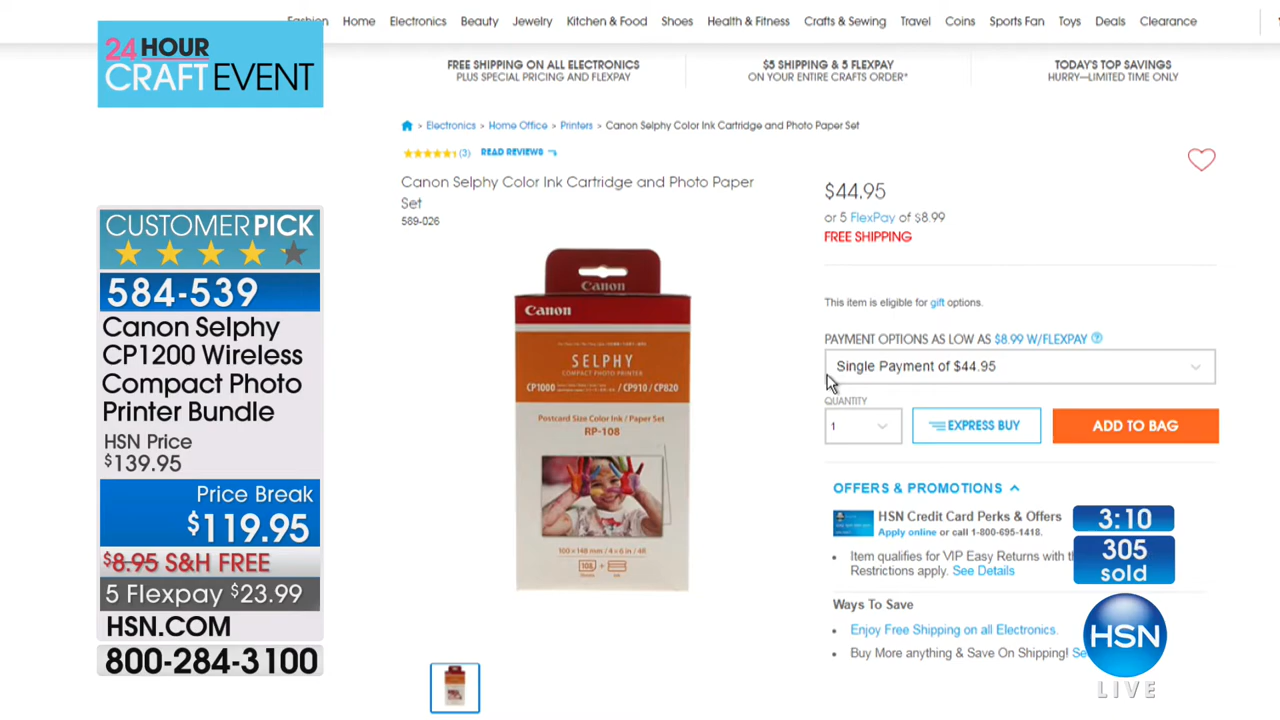 Fashion Home Electronics Beauty Jewelry Kitchen & Food Shoes Health & Fitness Crafts & Sewing Travel Coins Sports Fan Toys Deals Clearance
24 HOUR
CRAFT EVENT
FREE SHIPPING ON ALL ELECTRONICS
PLUS SPECIAL PRICING AND FLEXPAY
$5 SHIPPING & 5 FLEXPAY
ON YOUR ENTIRE CRAFTS ORDER*
TODAY'S TOP SAVINGS
HURRY—LIMITED TIME ONLY
> Electronics > Home Office > Printers > Canon Selphy Color Ink Cartridge and Photo Paper Set
(3) READ REVIEWS
Canon Selphy Color Ink Cartridge and Photo Paper
Set
589-026
$44.95
or 5 FlexPay of $8.99
FREE SHIPPING
This item is eligible for gift options.
PAYMENT OPTIONS AS LOW AS $8.99 W/FLEXPAY ?
Single Payment of $44.95
QUANTITY
1
EXPRESS BUY
ADD TO BAG
OFFERS & PROMOTIONS
HSN Credit Card Perks & Offers
Apply online or call 1-800-695-1418.
Item qualifies for VIP Easy Returns with
Restrictions apply. See Details
Ways To Save
Enjoy Free Shipping on all Electronics.
Buy More anything & Save On Shipping!
3:10
305
sold
HSN
LIVE
Canon
Canon
SELPHY
COMPACT PHOTO PRINTER
CP1000 / CP910 / CP820
Postcard Size Color Ink / Paper Set
RP-108
100 x 148 mm / 4 x 6 in / 4R
108 +
CUSTOMER PICK
584-539
Canon Selphy
CP1200 Wireless
Compact Photo
Printer Bundle
HSN Price
$139.95
Price Break
$119.95
$8.95 S&H FREE
5 Flexpay $23.99
HSN.COM
800-284-3100